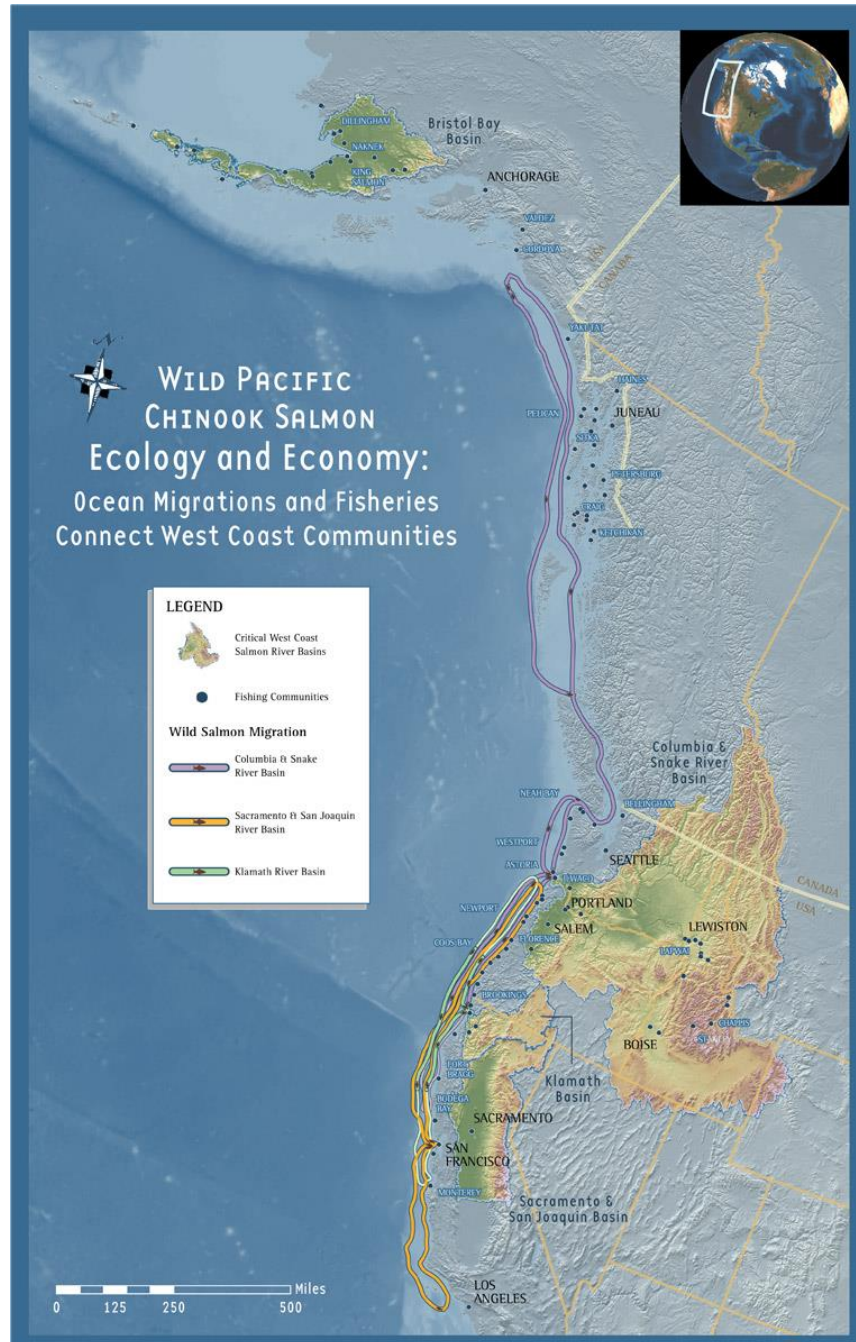 DILLINGHAM
Bristol Bay
Basin
NAKNEK
KING
SALMON
ANCHORAGE
VALDEZ
CORDOVA
USA
CANADA
YAKUTAT
N
WILD PACIFIC
CHINOOK SALMON
Ecology and Economy:
Ocean Migrations and Fisheries
Connect West Coast Communities
HAINES
PELICAN
JUNEAU
SITKA
PETERSBURG
CRAIG
KETCHIKAN
LEGEND
Critical West Coast
Salmon River Basins
Fishing Communities
Wild Salmon Migration
Columbia & Snake
River Basin
Sacramento & San Joaquin
River Basin
Klamath River Basin
Columbia &
Snake River
Basin
NEAH BAY
BELLINGHAM
WESTPORT
SEATTLE
ASTORIA
ILWACO
CANADA
USA
NEWPORT
PORTLAND
SALEM
LEWISTON
COOS BAY
FLORENCE
LAPWAI
BROOKINGS
CHALLIS
STANLEY
BOISE
FORT
BRAGG
Klamath
Basin
BODEGA
BAY
SACRAMENTO
SAN
FRANCISCO
MONTEREY
Sacramento &
San Joaquin Basin
LOS
ANGELES
Miles
0 125 250 500